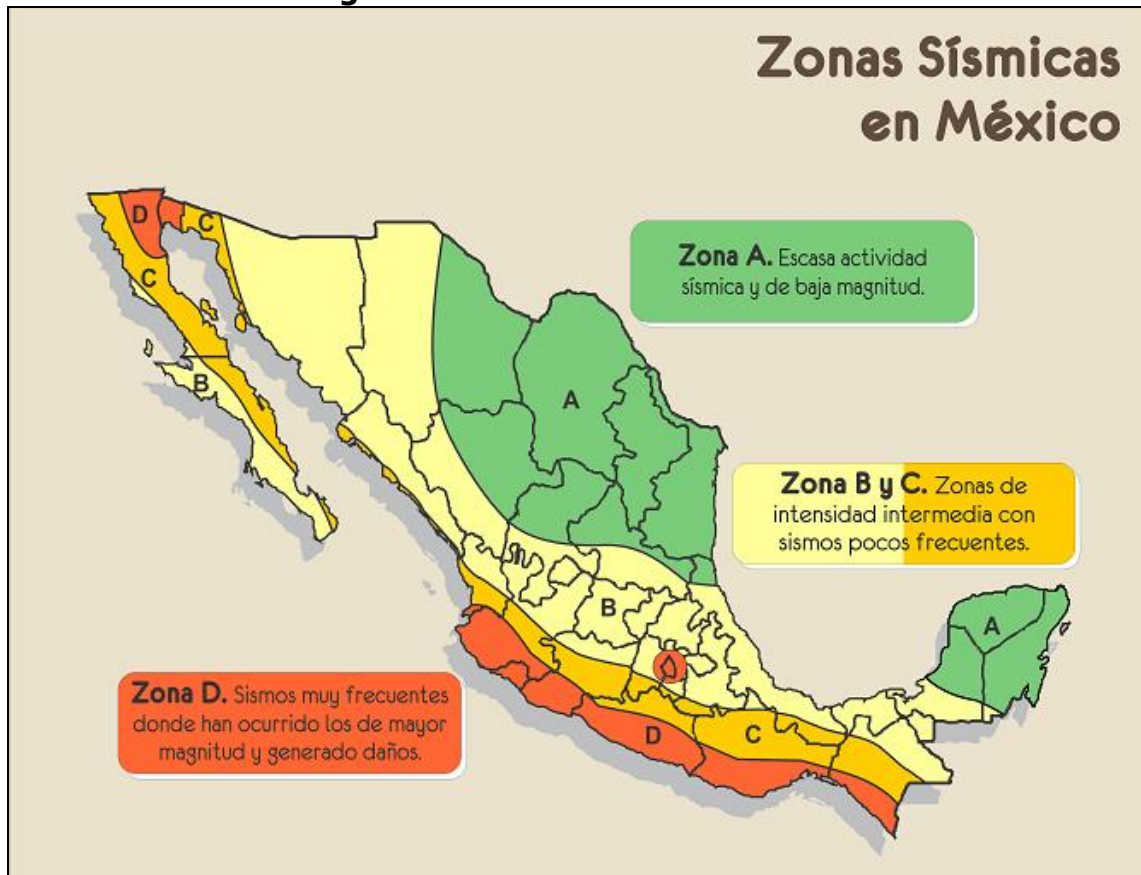 Zonas Sísmicas
en México
D
C
C
Zona A. Escasa actividad
sísmica y de baja magnitud.
B
A
Zona B y C. Zonas de
intensidad intermedia con
sismos pocos frecuentes.
B
A
Zona D. Sismos muy frecuentes
donde han ocurrido los de mayor
magnitud y generado daños.
D
C